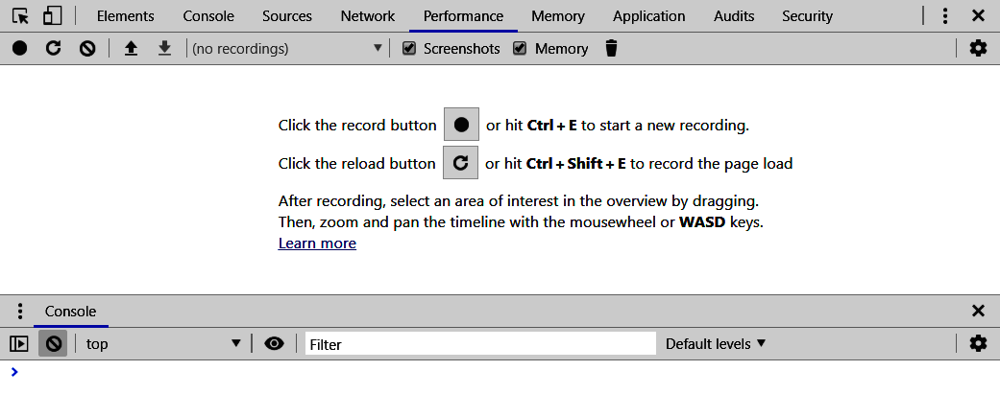 Elements Console Sources Network Performance Memory Application Audits Security
(no recordings) Screenshots Memory
Click the record button or hit Ctrl + E to start a new recording.
Click the reload button or hit Ctrl + Shift + E to record the page load
After recording, select an area of interest in the overview by dragging.
Then, zoom and pan the timeline with the mousewheel or WASD keys.
Learn more
Console
top Filter Default levels